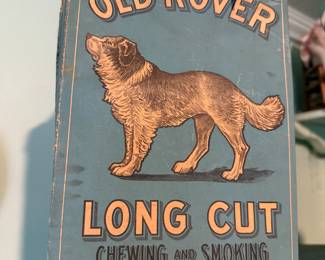 OLD ROVER
LONG CUT
CHEWING AND SMOKING